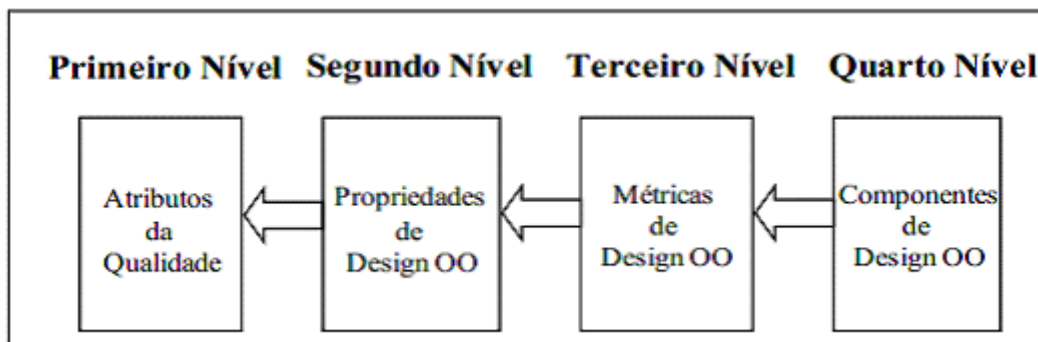 Primeiro Nível Segundo Nível Terceiro Nível Quarto Nível
Atributos
da
Qualidade
Propriedades
de
Design OO
Métricas
de
Design OO
Componentes
de
Design OO